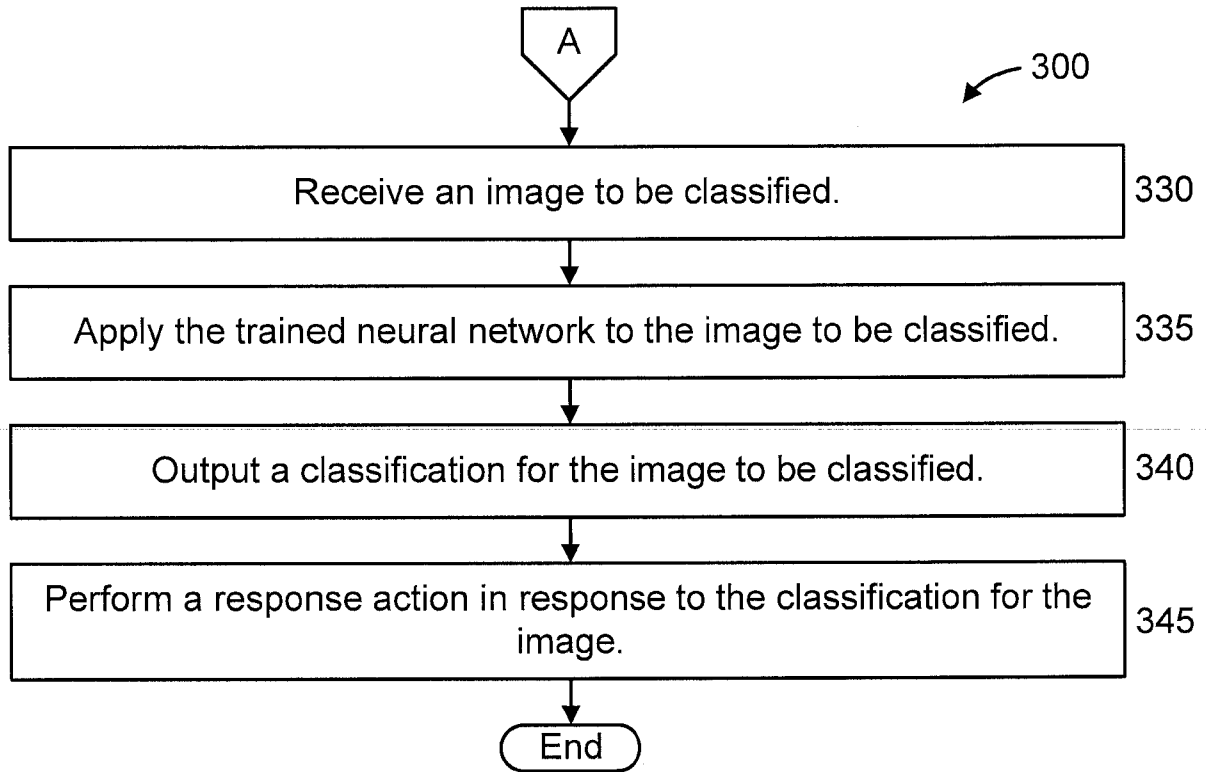 A
300
Receive an image to be classified.
330
Apply the trained neural network to the image to be classified.
335
Output a classification for the image to be classified.
340
Perform a response action in response to the classification for the
image.
345
End